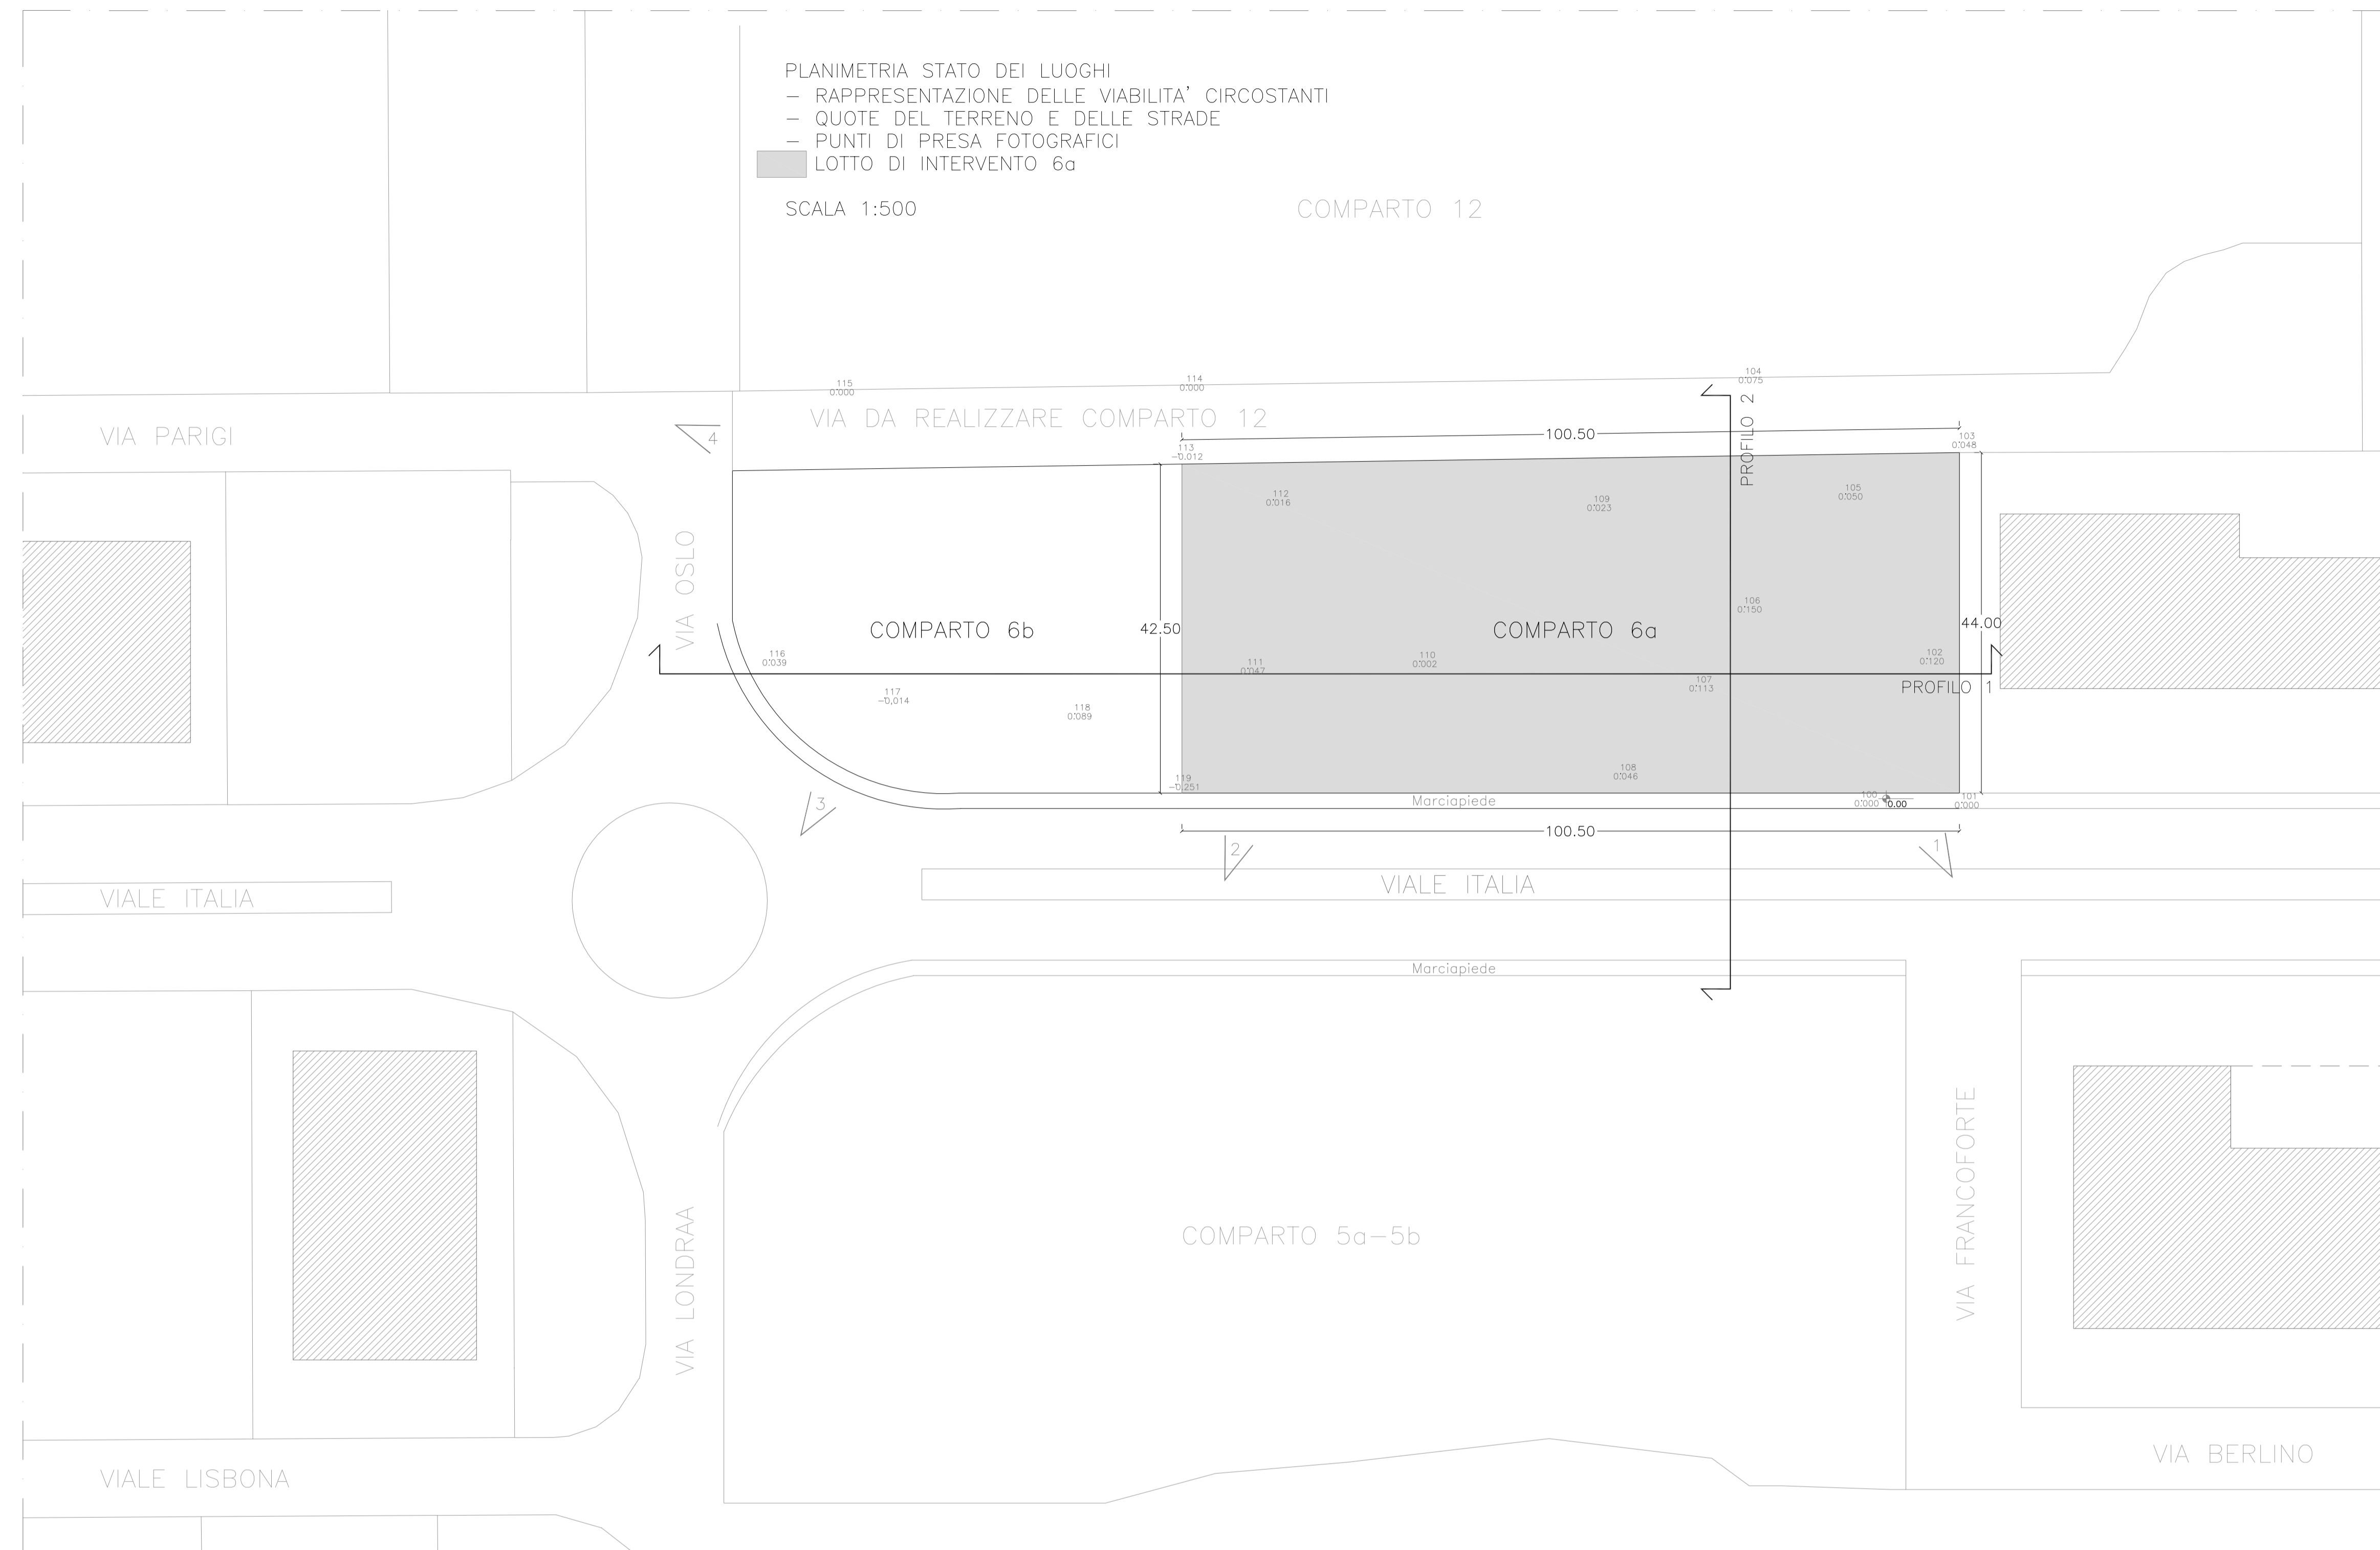 PLANIMETRIA STATO DEI LUOGHI
- RAPPRESENTAZIONE DELLE VIABILITA' CIRCOSTANTI
- QUOTE DEL TERRENO E DELLE STRADE
- PUNTI DI PRESA FOTOGRAFICI
LOTTO DI INTERVENTO 6a
SCALA 1:500
COMPARTO 12
115
0.000
114
0.000
104
0.075
VIA DA REALIZZARE COMPARTO 12
VIA PARIGI
4
100.50
PROFILO 2
113
-0.012
103
0.048
112
0.016
109
0.023
105
0.050
VIA OSLO
106
0.150
COMPARTO 6b
42.50
COMPARTO 6a
44.00
116
0.039
111
0.047
110
0.002
102
0.120
117
-0,014
118
0.089
107
0.113
PROFILO 1
119
-0.251
108
0.046
Marciapiede
100
0.000
0.00
101
0.000
3
100.50
2
1
VIALE ITALIA
VIALE ITALIA
Marciapiede
VIA LONDRAA
COMPARTO 5a-5b
VIA FRANCOFORTE
VIALE LISBONA
VIA BERLINO